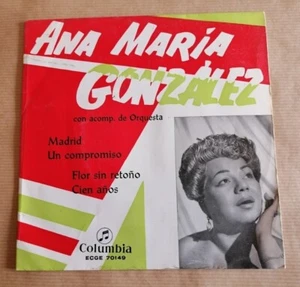 ANA MARÍA
GONZÁLEZ
con acomp. de Orquesta
Madrid
Un compromiso
Flor sin retoño
Cien años
Columbia
ECGE 70149